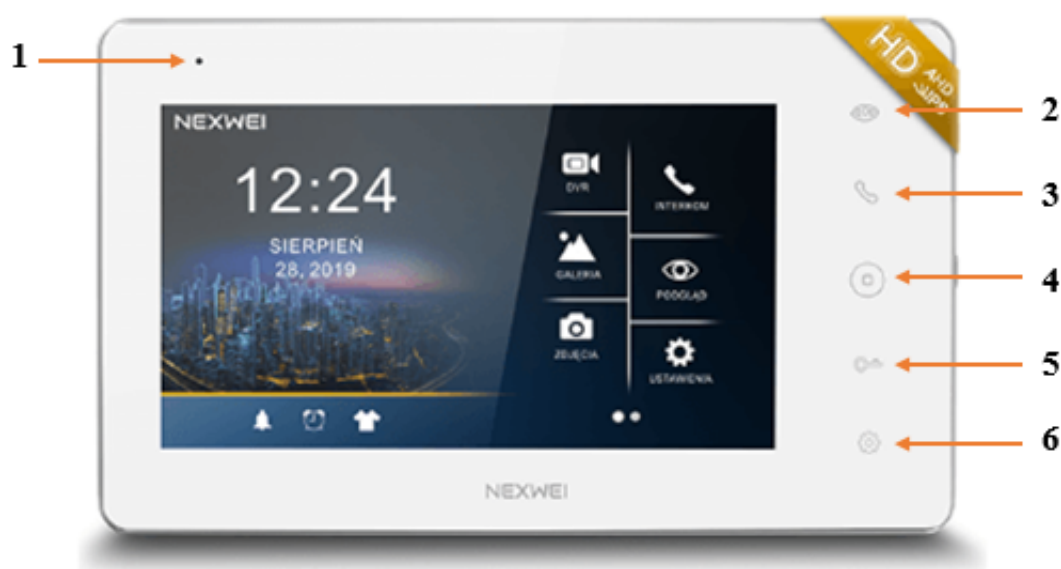 1
HD
AHD
2
NEXWEI
12:24
SIERPIEŃ
28, 2019
DVR
INTERKOM
3
GALERIA
PODGLĄD
4
ZDJĘCIA
USTAWIENIA
5
6
NEXWEI